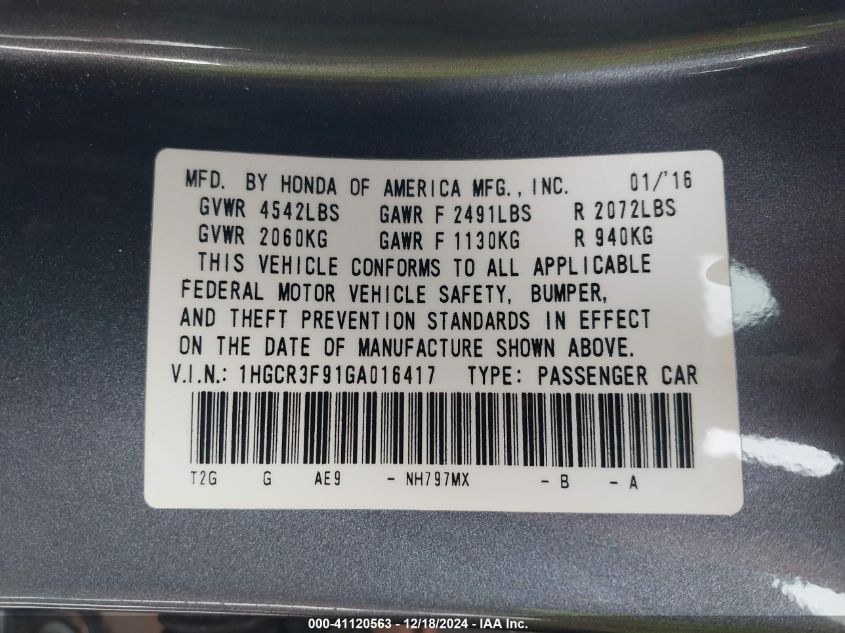 MFD. BY HONDA OF AMERICA MFG., INC. 01/'16
GVWR 4542LBS GAWR F 2491LBS R 2072LBS
GVWR 2060KG GAWR F 1130KG R 940KG
THIS VEHICLE CONFORMS TO ALL APPLICABLE
FEDERAL MOTOR VEHICLE SAFETY, BUMPER,
AND THEFT PREVENTION STANDARDS IN EFFECT
ON THE DATE OF MANUFACTURE SHOWN ABOVE.
V.I.N.: 1HGCR3F91GA016417 TYPE: PASSENGER CAR
T2G G AE9 - NH797MX - B - A
000-41120563 - 12/18/2024 - IAA Inc.